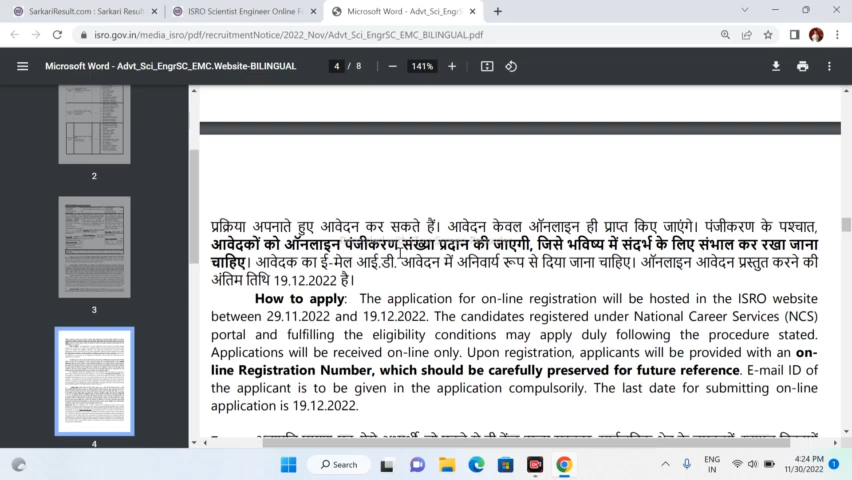 SarkariResult.com : Sarkari Result
ISRO Scientist Engineer Online Fo
Microsoft Word - Advt_Sci_EngrSC
isro.gov.in/media_isro/pdf/recruitmentNotice/2022_Nov/Advt_Sci_EngrSC_EMC_BILINGUAL.pdf
Microsoft Word - Advt_Sci_EngrSC_EMC.Website-BILINGUAL
4 / 8
141%
2
3
4
प्रक्रिया अपनाते हुए आवेदन कर सकते हैं। आवेदन केवल ऑनलाइन ही प्राप्त किए जाएंगे। पंजीकरण के पश्चात,
आवेदकों को ऑनलाइन पंजीकरण संख्या प्रदान की जाएगी, जिसे भविष्य में संदर्भ के लिए संभाल कर रखा जाना
चाहिए। आवेदक का ई-मेल आई.डी. आवेदन में अनिवार्य रूप से दिया जाना चाहिए। ऑनलाइन आवेदन प्रस्तुत करने की
अंतिम तिथि 19.12.2022 है।
How to apply: The application for on-line registration will be hosted in the ISRO website
between 29.11.2022 and 19.12.2022. The candidates registered under National Career Services (NCS)
portal and fulfilling the eligibility conditions may apply duly following the procedure stated.
Applications will be received on-line only. Upon registration, applicants will be provided with an on-
line Registration Number, which should be carefully preserved for future reference. E-mail ID of
the applicant is to be given in the application compulsorily. The last date for submitting on-line
application is 19.12.2022.
Search
ENG
IN
4:24 PM
11/30/2022